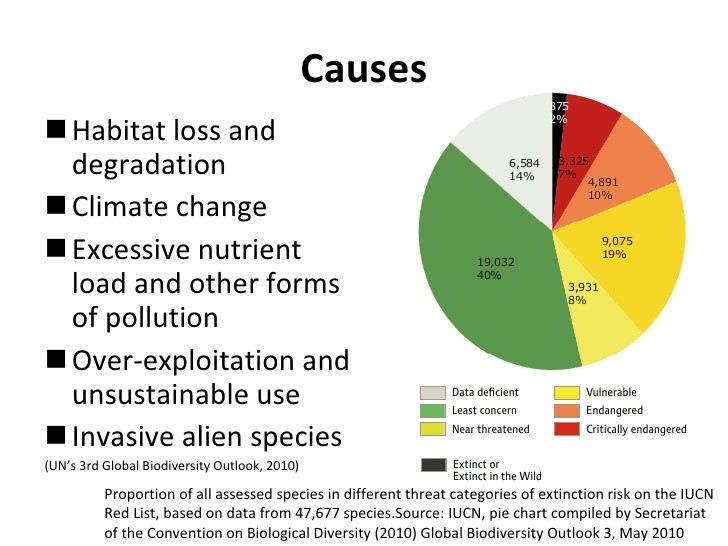 Causes
■ Habitat loss and
degradation
■ Climate change
■ Excessive nutrient
load and other forms
of pollution
■ Over-exploitation and
unsustainable use
■ Invasive alien species
(UN's 3rd Global Biodiversity Outlook, 2010)
875
2%
3,325
7%
4,891
10%
9,075
19%
3,931
8%
19,032
40%
6,584
14%
Data deficient
Vulnerable
Least concern
Endangered
Near threatened
Critically endangered
Extinct or
Extinct in the Wild
Proportion of all assessed species in different threat categories of extinction risk on the IUCN
Red List, based on data from 47,677 species.Source: IUCN, pie chart compiled by Secretariat
of the Convention on Biological Diversity (2010) Global Biodiversity Outlook 3, May 2010